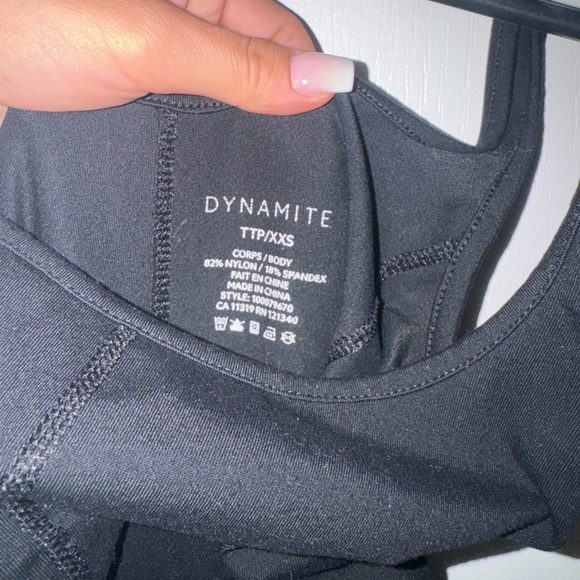 DYNAMITE
TTP/XXS
CORPS / BODY
82% NYLON / 18% SPANDEX
FAIT EN CHINE
MADE IN CHINA
STYLE: 100079670
CA 11319 RN 121340